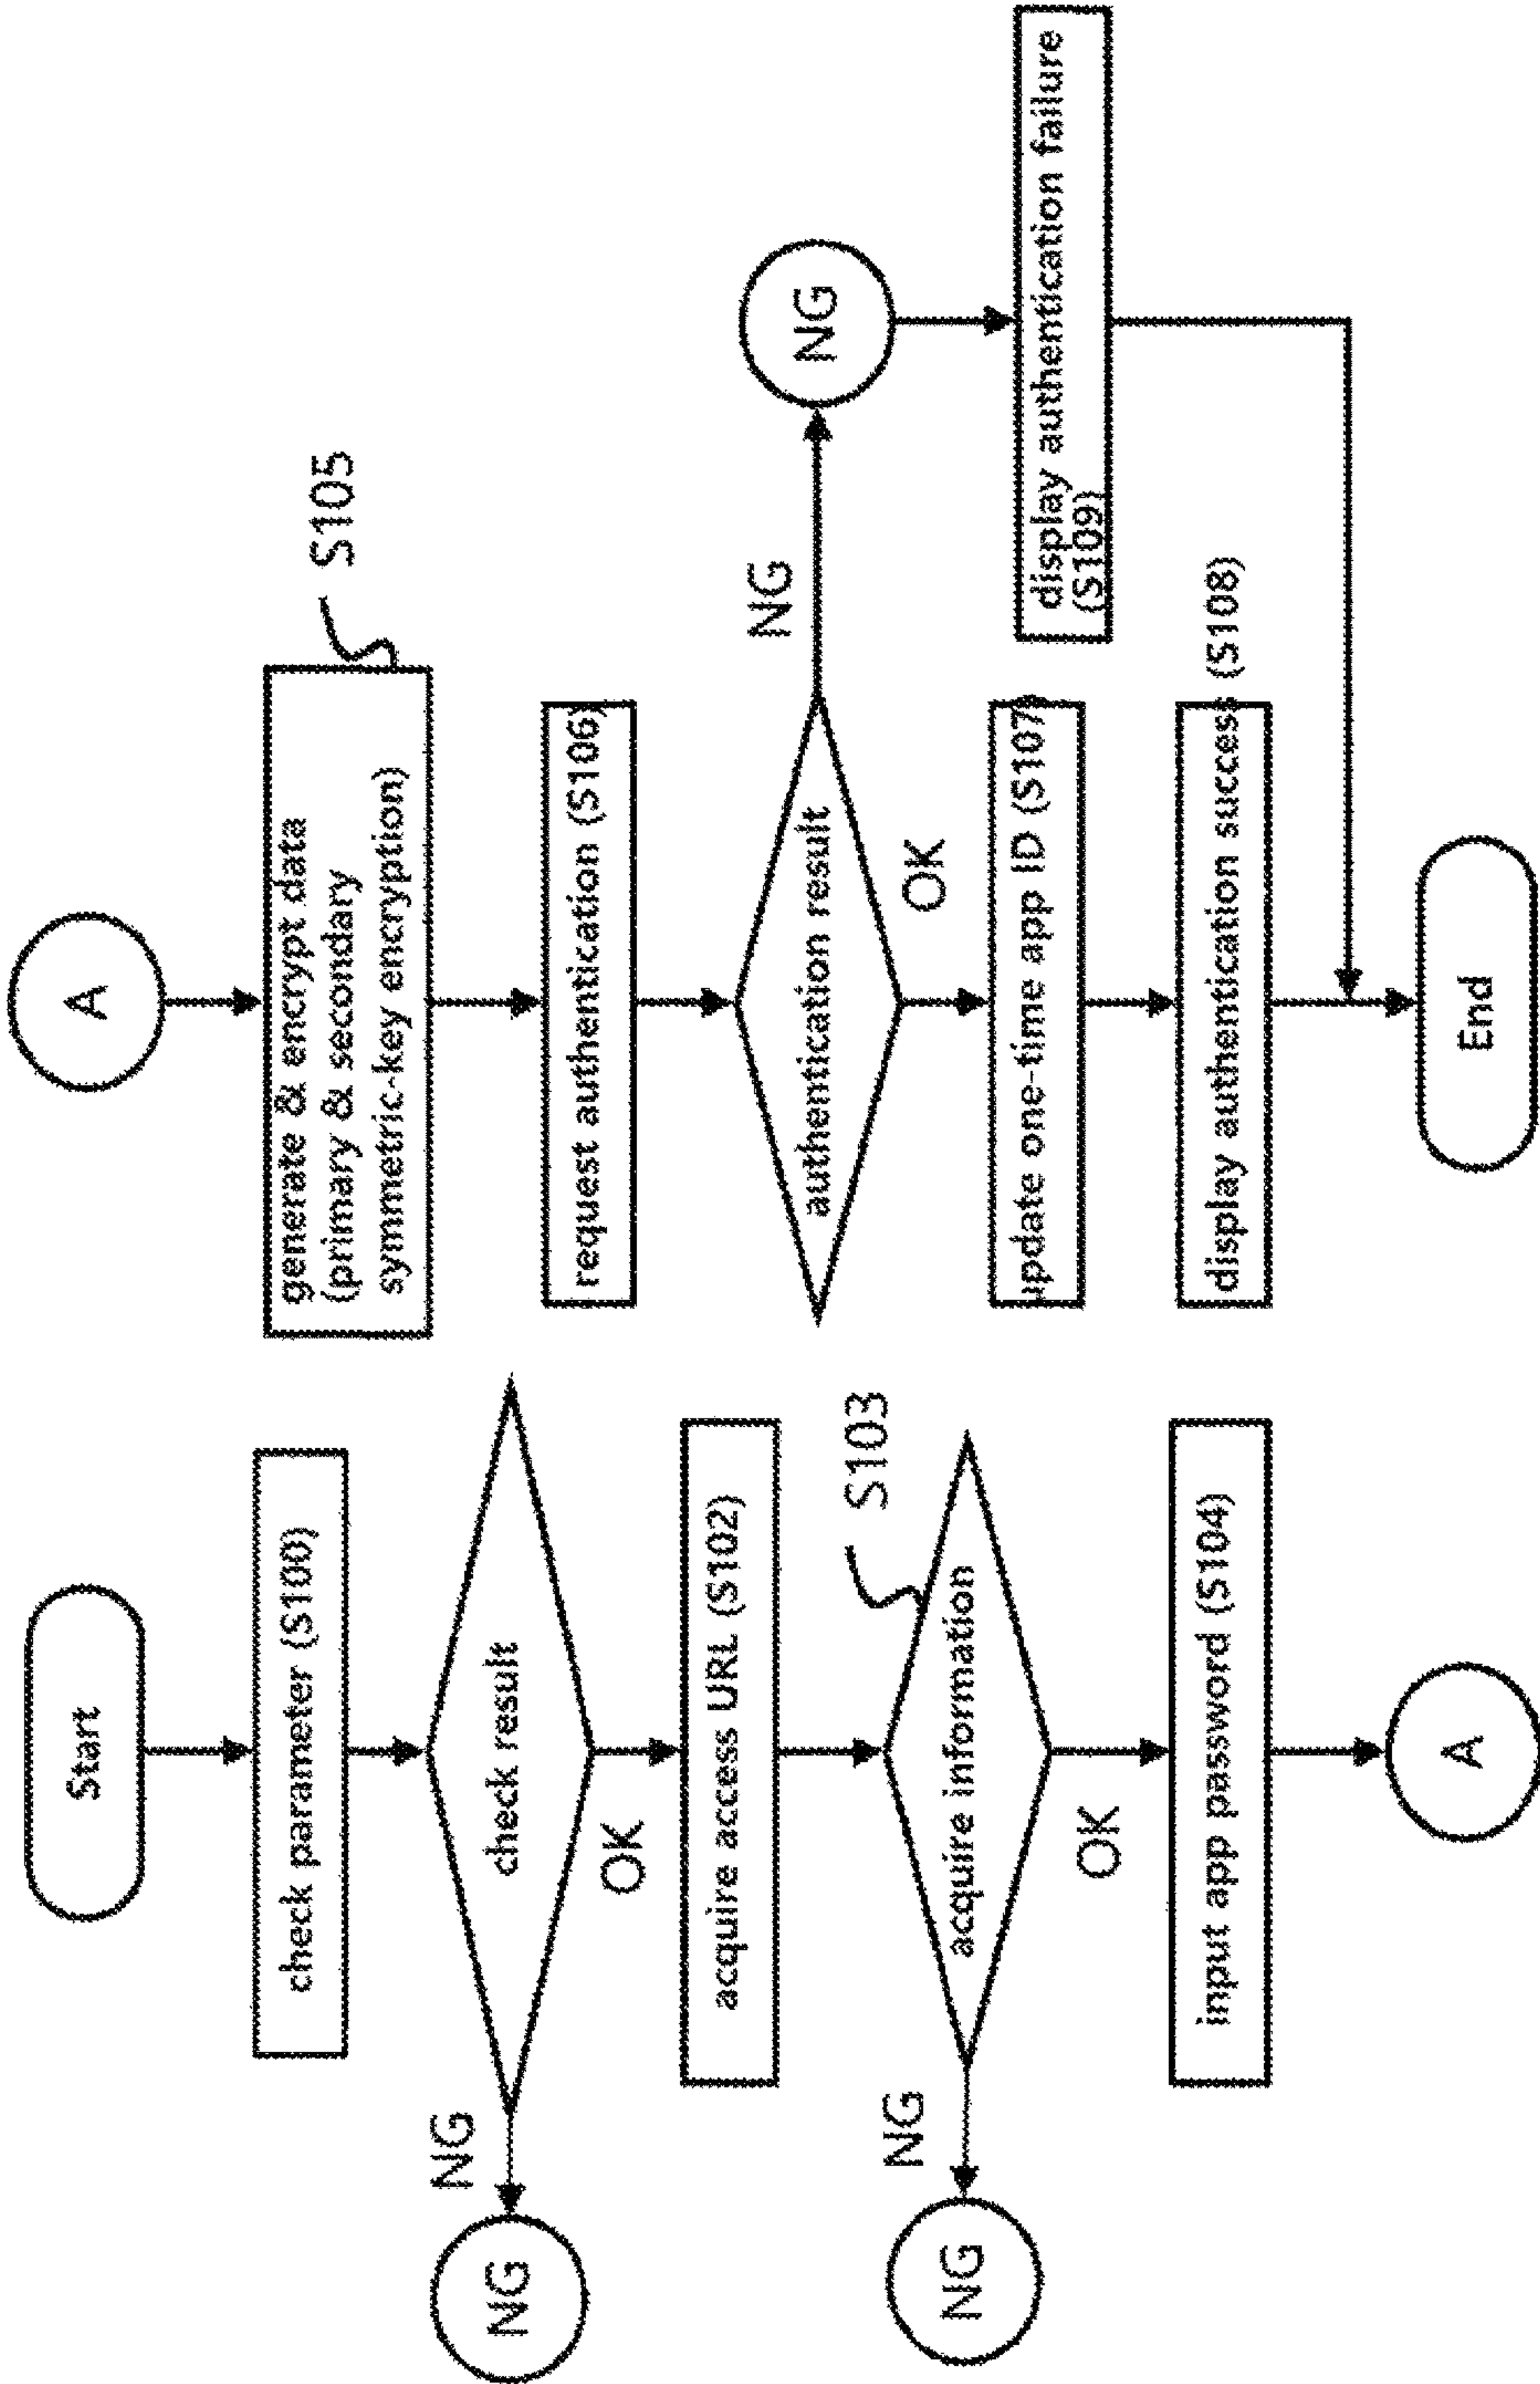 Start
check parameter (S100)
check result
NG
NG
OK
acquire access URL (S102)
S103
acquire information
NG
NG
OK
input app password (S104)
A
A
S105
generate & encrypt data
(primary & secondary
symmetric-key encryption)
request authentication (S106)
authentication result
NG
NG
OK
display authentication failure
(S109)
update one-time app ID (S107)
display authentication success (S108)
End